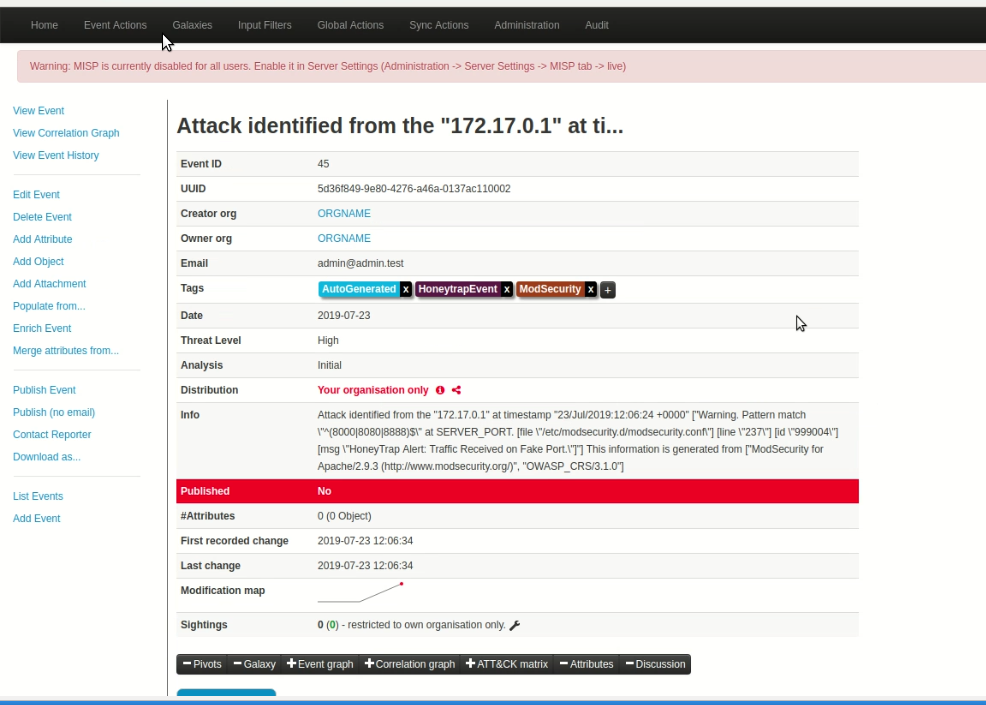 Home Event Actions Galaxies Input Filters Global Actions Sync Actions Administration Audit
Warning: MISP is currently disabled for all users. Enable it in Server Settings (Administration -> Server Settings -> MISP tab -> live)
View Event
View Correlation Graph
View Event History
Edit Event
Delete Event
Add Attribute
Add Object
Add Attachment
Populate from...
Enrich Event
Merge attributes from...
Publish Event
Publish (no email)
Contact Reporter
Download as...
List Events
Add Event
Attack identified from the "172.17.0.1" at ti...
Event ID 45
UUID 5d36f849-9e80-4276-a46a-0137ac110002
Creator org ORGNAME
Owner org ORGNAME
Email admin@admin.test
Tags AutoGenerated x HoneytrapEvent x ModSecurity x +
Date 2019-07-23
Threat Level High
Analysis Initial
Distribution Your organisation only
Info Attack identified from the "172.17.0.1" at timestamp "23/Jul/2019:12:06:24 +0000" ["Warning. Pattern match
\"^(8000|8080|8888)$\" at SERVER_PORT. [file \"/etc/modsecurity.d/modsecurity.conf\"] [line \"237\"] [id \"999004\"]
[msg \"HoneyTrap Alert: Traffic Received on Fake Port.\"]"] This information is generated from ["ModSecurity for
Apache/2.9.3 (http://www.modsecurity.org/)", "OWASP_CRS/3.1.0"]
Published No
#Attributes 0 (0 Object)
First recorded change 2019-07-23 12:06:34
Last change 2019-07-23 12:06:34
Modification map
Sightings 0 (0) - restricted to own organisation only.
Pivots Galaxy Event graph Correlation graph ATT&CK matrix Attributes Discussion